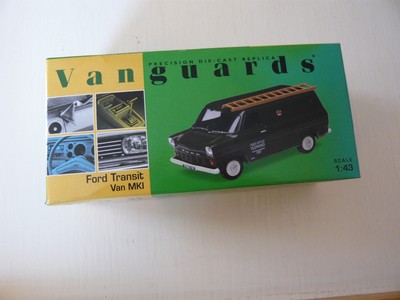 PRECISION DIE-CAST REPLICA
Vanguards
Ford Transit
Van MKI
SCALE
1:43